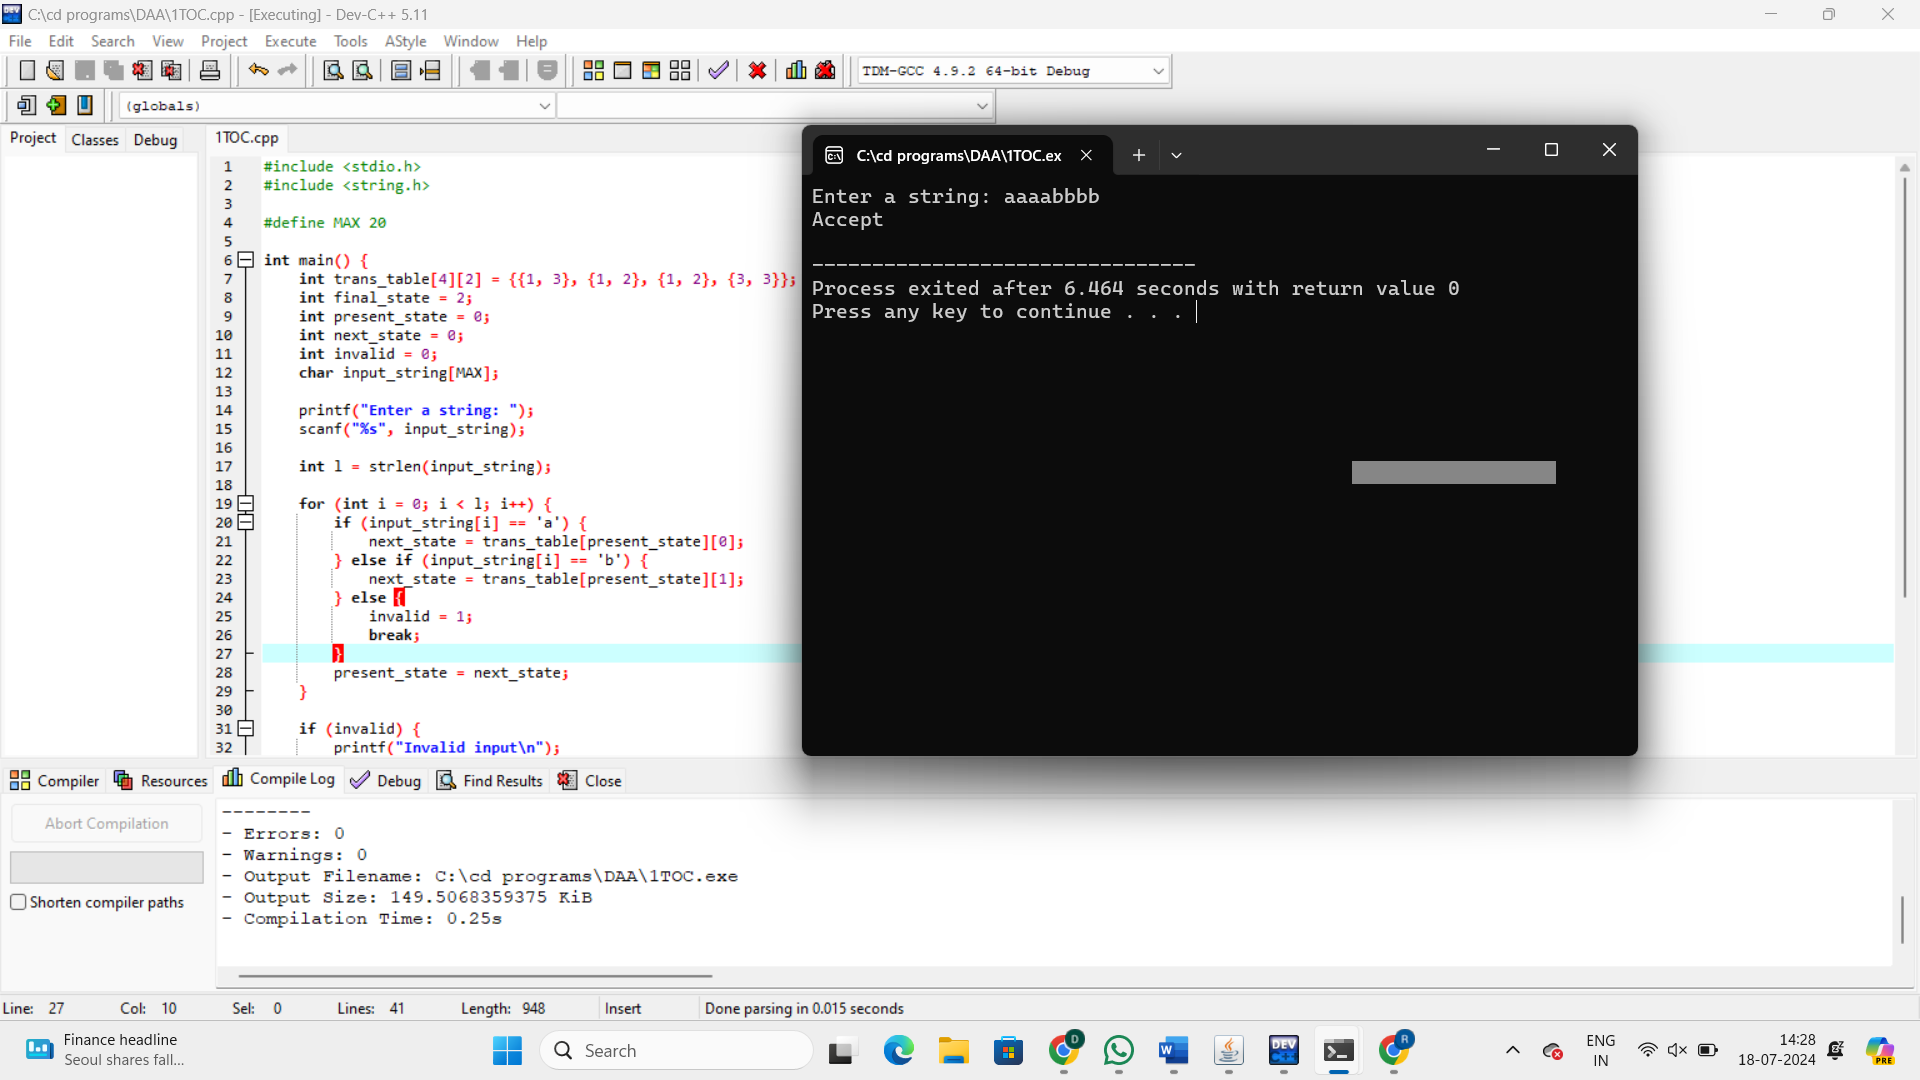 C:\cd programs\DAA\1TOC.cpp - [Executing] - Dev-C++ 5.11
File Edit Search View Project Execute Tools AStyle Window Help
TDM-GCC 4.9.2 64-bit Debug
(globals)
Project Classes Debug
1TOC.cpp
1 #include <stdio.h>
2 #include <string.h>
3
4 #define MAX 20
5
6 int main() {
7 int trans_table[4][2] = {{1, 3}, {1, 2}, {1, 2}, {3, 3}};
8 int final_state = 2;
9 int present_state = 0;
10 int next_state = 0;
11 int invalid = 0;
12 char input_string[MAX];
13
14 printf("Enter a string: ");
15 scanf("%s", input_string);
16
17 int l = strlen(input_string);
18
19 for (int i = 0; i < l; i++) {
20 if (input_string[i] == 'a') {
21 next_state = trans_table[present_state][0];
22 } else if (input_string[i] == 'b') {
23 next_state = trans_table[present_state][1];
24 } else {
25 invalid = 1;
26 break;
27 }
28 present_state = next_state;
29 }
30
31 if (invalid) {
32 printf("Invalid input\n");
C:\cd programs\DAA\1TOC.ex
Enter a string: aaaabbbb
Accept
--------------------------------
Process exited after 6.464 seconds with return value 0
Press any key to continue . . .
Compiler Resources Compile Log Debug Find Results Close
Abort Compilation
Shorten compiler paths
--------
- Errors: 0
- Warnings: 0
- Output Filename: C:\cd programs\DAA\1TOC.exe
- Output Size: 149.5068359375 KiB
- Compilation Time: 0.25s
Line: 27 Col: 10 Sel: 0 Lines: 41 Length: 948 Insert Done parsing in 0.015 seconds
Finance headline
Seoul shares fall...
Search
ENG
IN
14:28
18-07-2024